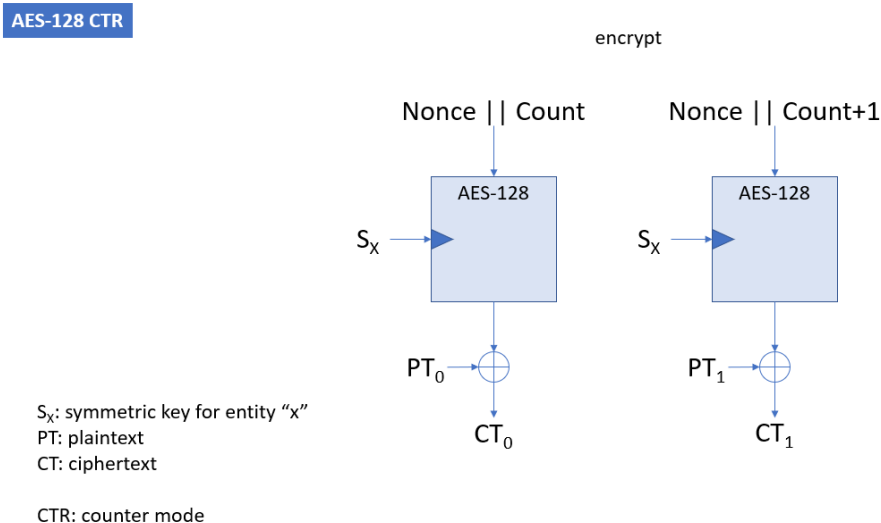 AES-128 CTR
encrypt
Nonce || Count
Nonce || Count+1
AES-128
AES-128
Sx
Sx
PT0
PT1
CT0
CT1
Sx: symmetric key for entity “x”
PT: plaintext
CT: ciphertext
CTR: counter mode